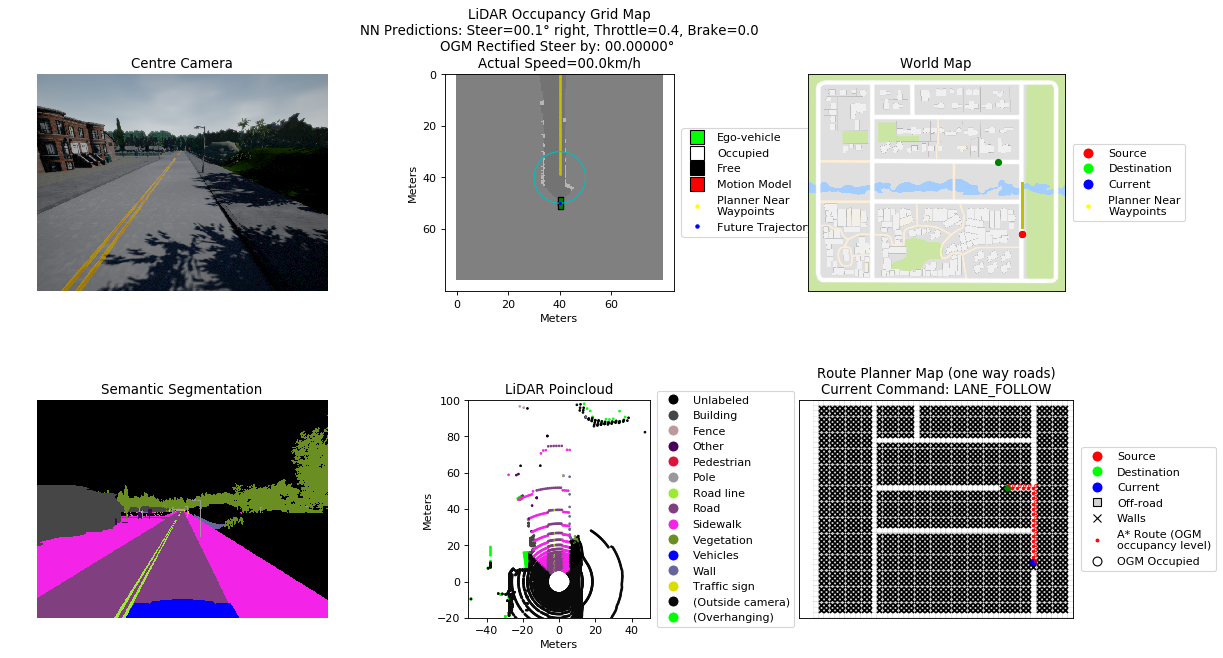 LiDAR Occupancy Grid Map
NN Predictions: Steer=00.1° right, Throttle=0.4, Brake=0.0
OGM Rectified Steer by: 00.00000°
Actual Speed=00.0km/h
Centre Camera
World Map
0
20
40
60
Meters
0
20
40
60
Meters
Ego-vehicle
Occupied
Free
Motion Model
Planner Near
Waypoints
Future Trajector
Source
Destination
Current
Planner Near
Waypoints
Semantic Segmentation
LiDAR Poincloud
Route Planner Map (one way roads)
Current Command: LANE_FOLLOW
100
80
60
40
20
0
−20
Meters
−40
−20
0
20
40
Meters
Unlabeled
Building
Fence
Other
Pedestrian
Pole
Road line
Road
Sidewalk
Vegetation
Vehicles
Wall
Traffic sign
(Outside camera)
(Overhanging)
Source
Destination
Current
Off-road
Walls
A* Route (OGM
occupancy level)
OGM Occupied